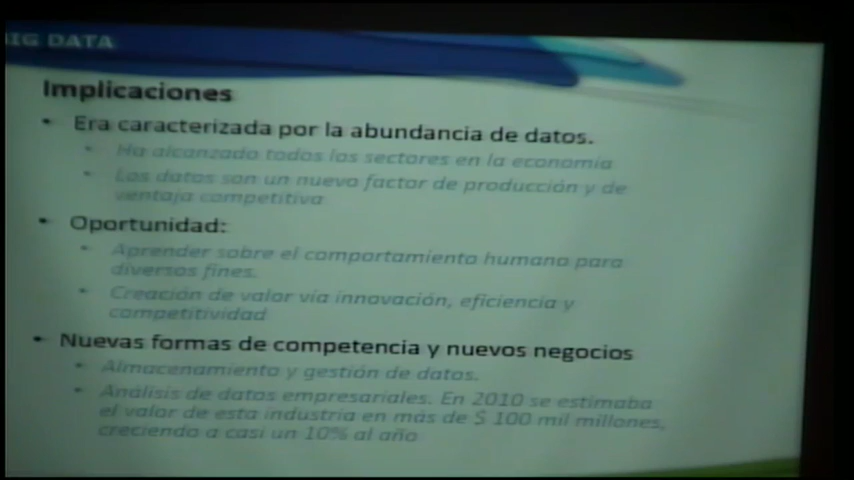 BIG DATA
Implicaciones
• Era caracterizada por la abundancia de datos.
• Ha alcanzado todos los sectores en la economía
• Los datos son un nuevo factor de producción y de
ventaja competitiva
• Oportunidad:
• Aprender sobre el comportamiento humano para
diversos fines.
• Creación de valor vía innovación, eficiencia y
competitividad
• Nuevas formas de competencia y nuevos negocios
• Almacenamiento y gestión de datos.
• Análisis de datos empresariales. En 2010 se estimaba
el valor de esta industria en más de $ 100 mil millones,
creciendo a casi un 10% al año